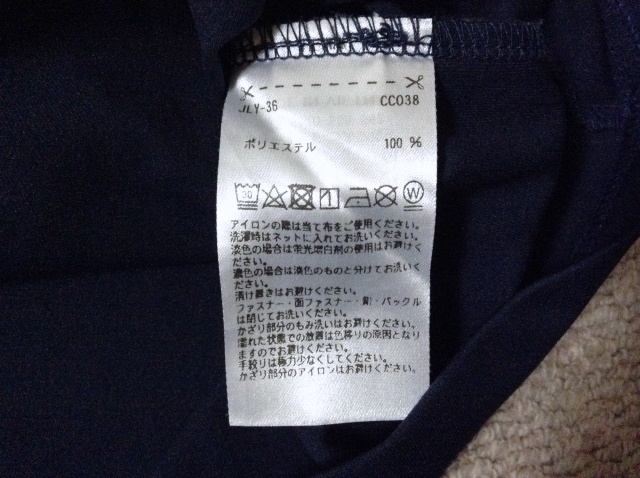 JLY-36 CC038
ポリエステル 100 %
30
W
アイロンの際は当て布をご使用ください。
洗濯時はネットに入れてお洗いください。
淡色の場合は蛍光増白剤の使用はお避けく
ださい。
濃色の場合は淡色のものと分けてお洗いくだ
さい。
漬け置きはお避けください。
ファスナー・面ファスナー・釦・バックル
は閉じてお洗いください。
かざり部分のもみ洗いはお避けください。
濡れた状態での放置は色移りの原因となり
ますのでお避けください。
手絞りは極力少なくしてください。
かざり部分のアイロンはお避けください。